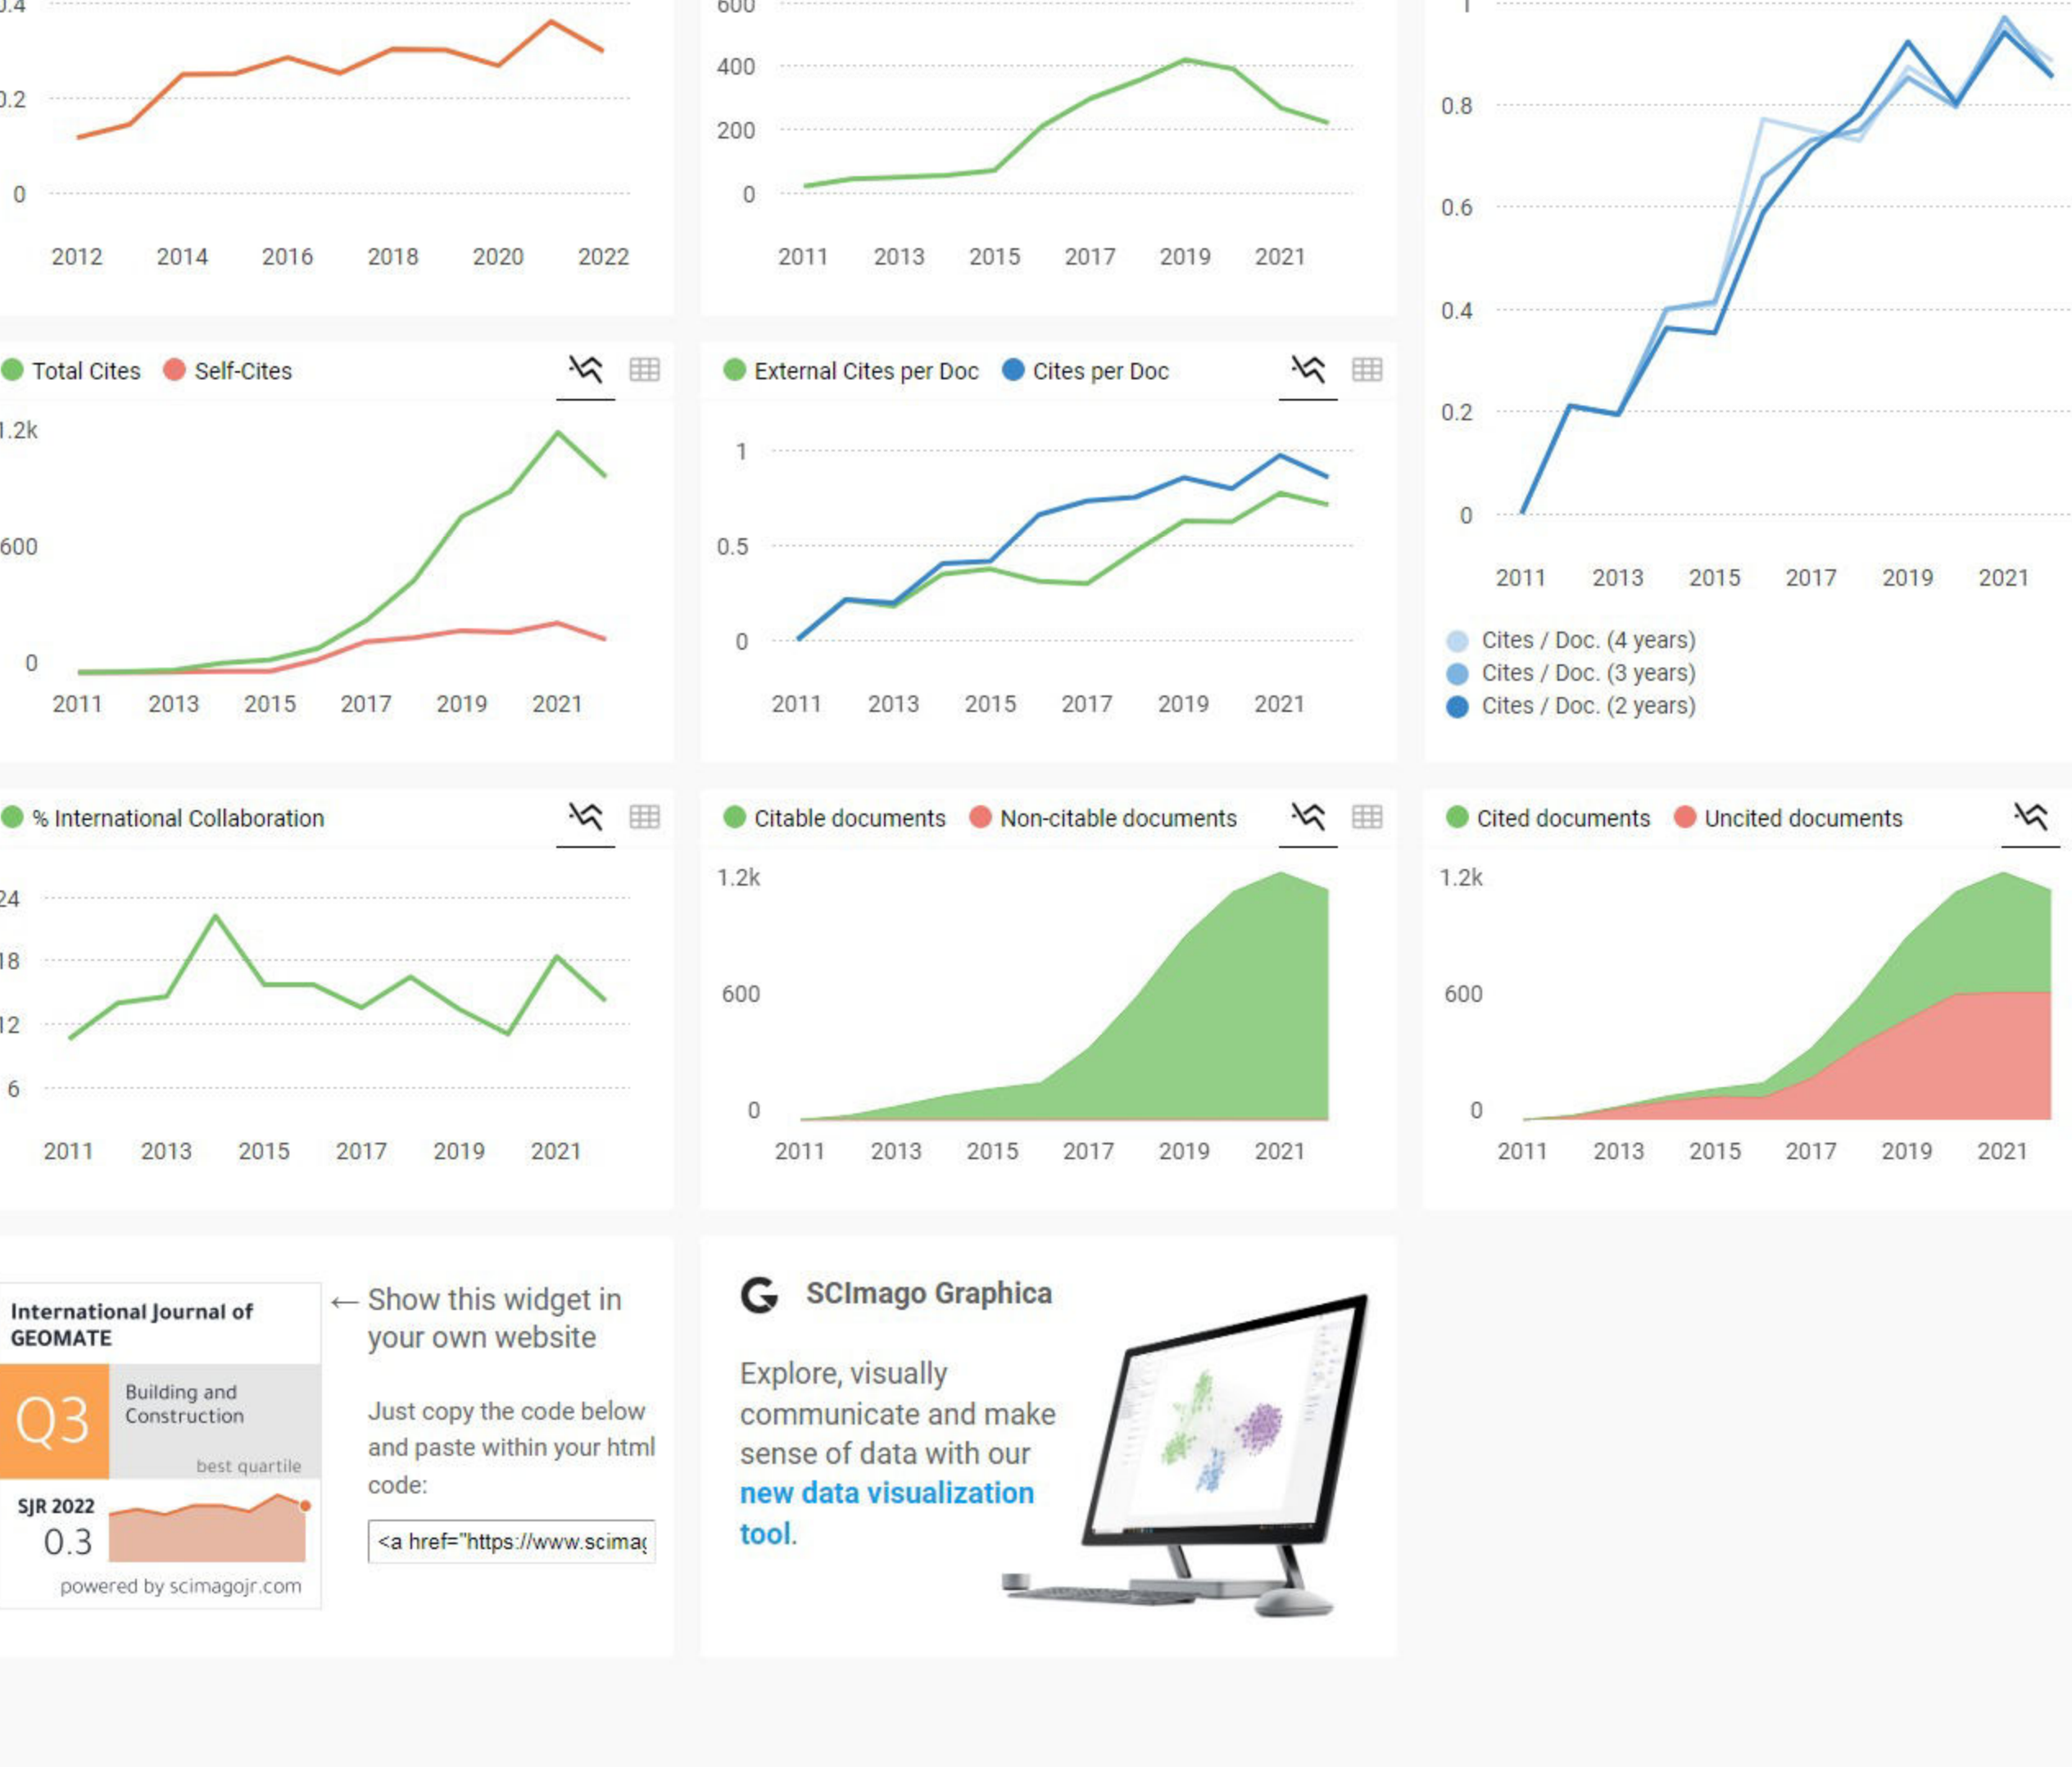 0.4
0.2
0
2012 2014 2016 2018 2020 2022
600
400
200
0
2011 2013 2015 2017 2019 2021
1
0.8
0.6
0.4
0.2
0
2011 2013 2015 2017 2019 2021
Cites / Doc. (4 years)
Cites / Doc. (3 years)
Cites / Doc. (2 years)
Total Cites Self-Cites
1.2k
600
0
2011 2013 2015 2017 2019 2021
External Cites per Doc Cites per Doc
1
0.5
0
2011 2013 2015 2017 2019 2021
% International Collaboration
24
18
12
6
2011 2013 2015 2017 2019 2021
Citable documents Non-citable documents
1.2k
600
0
2011 2013 2015 2017 2019 2021
Cited documents Uncited documents
1.2k
600
0
2011 2013 2015 2017 2019 2021
International Journal of
GEOMATE
Q3
Building and
Construction
best quartile
SJR 2022
0.3
powered by scimagojr.com
← Show this widget in
your own website
Just copy the code below
and paste within your html
code:
<a href="https://www.scimag
SCImago Graphica
Explore, visually
communicate and make
sense of data with our
new data visualization
tool.